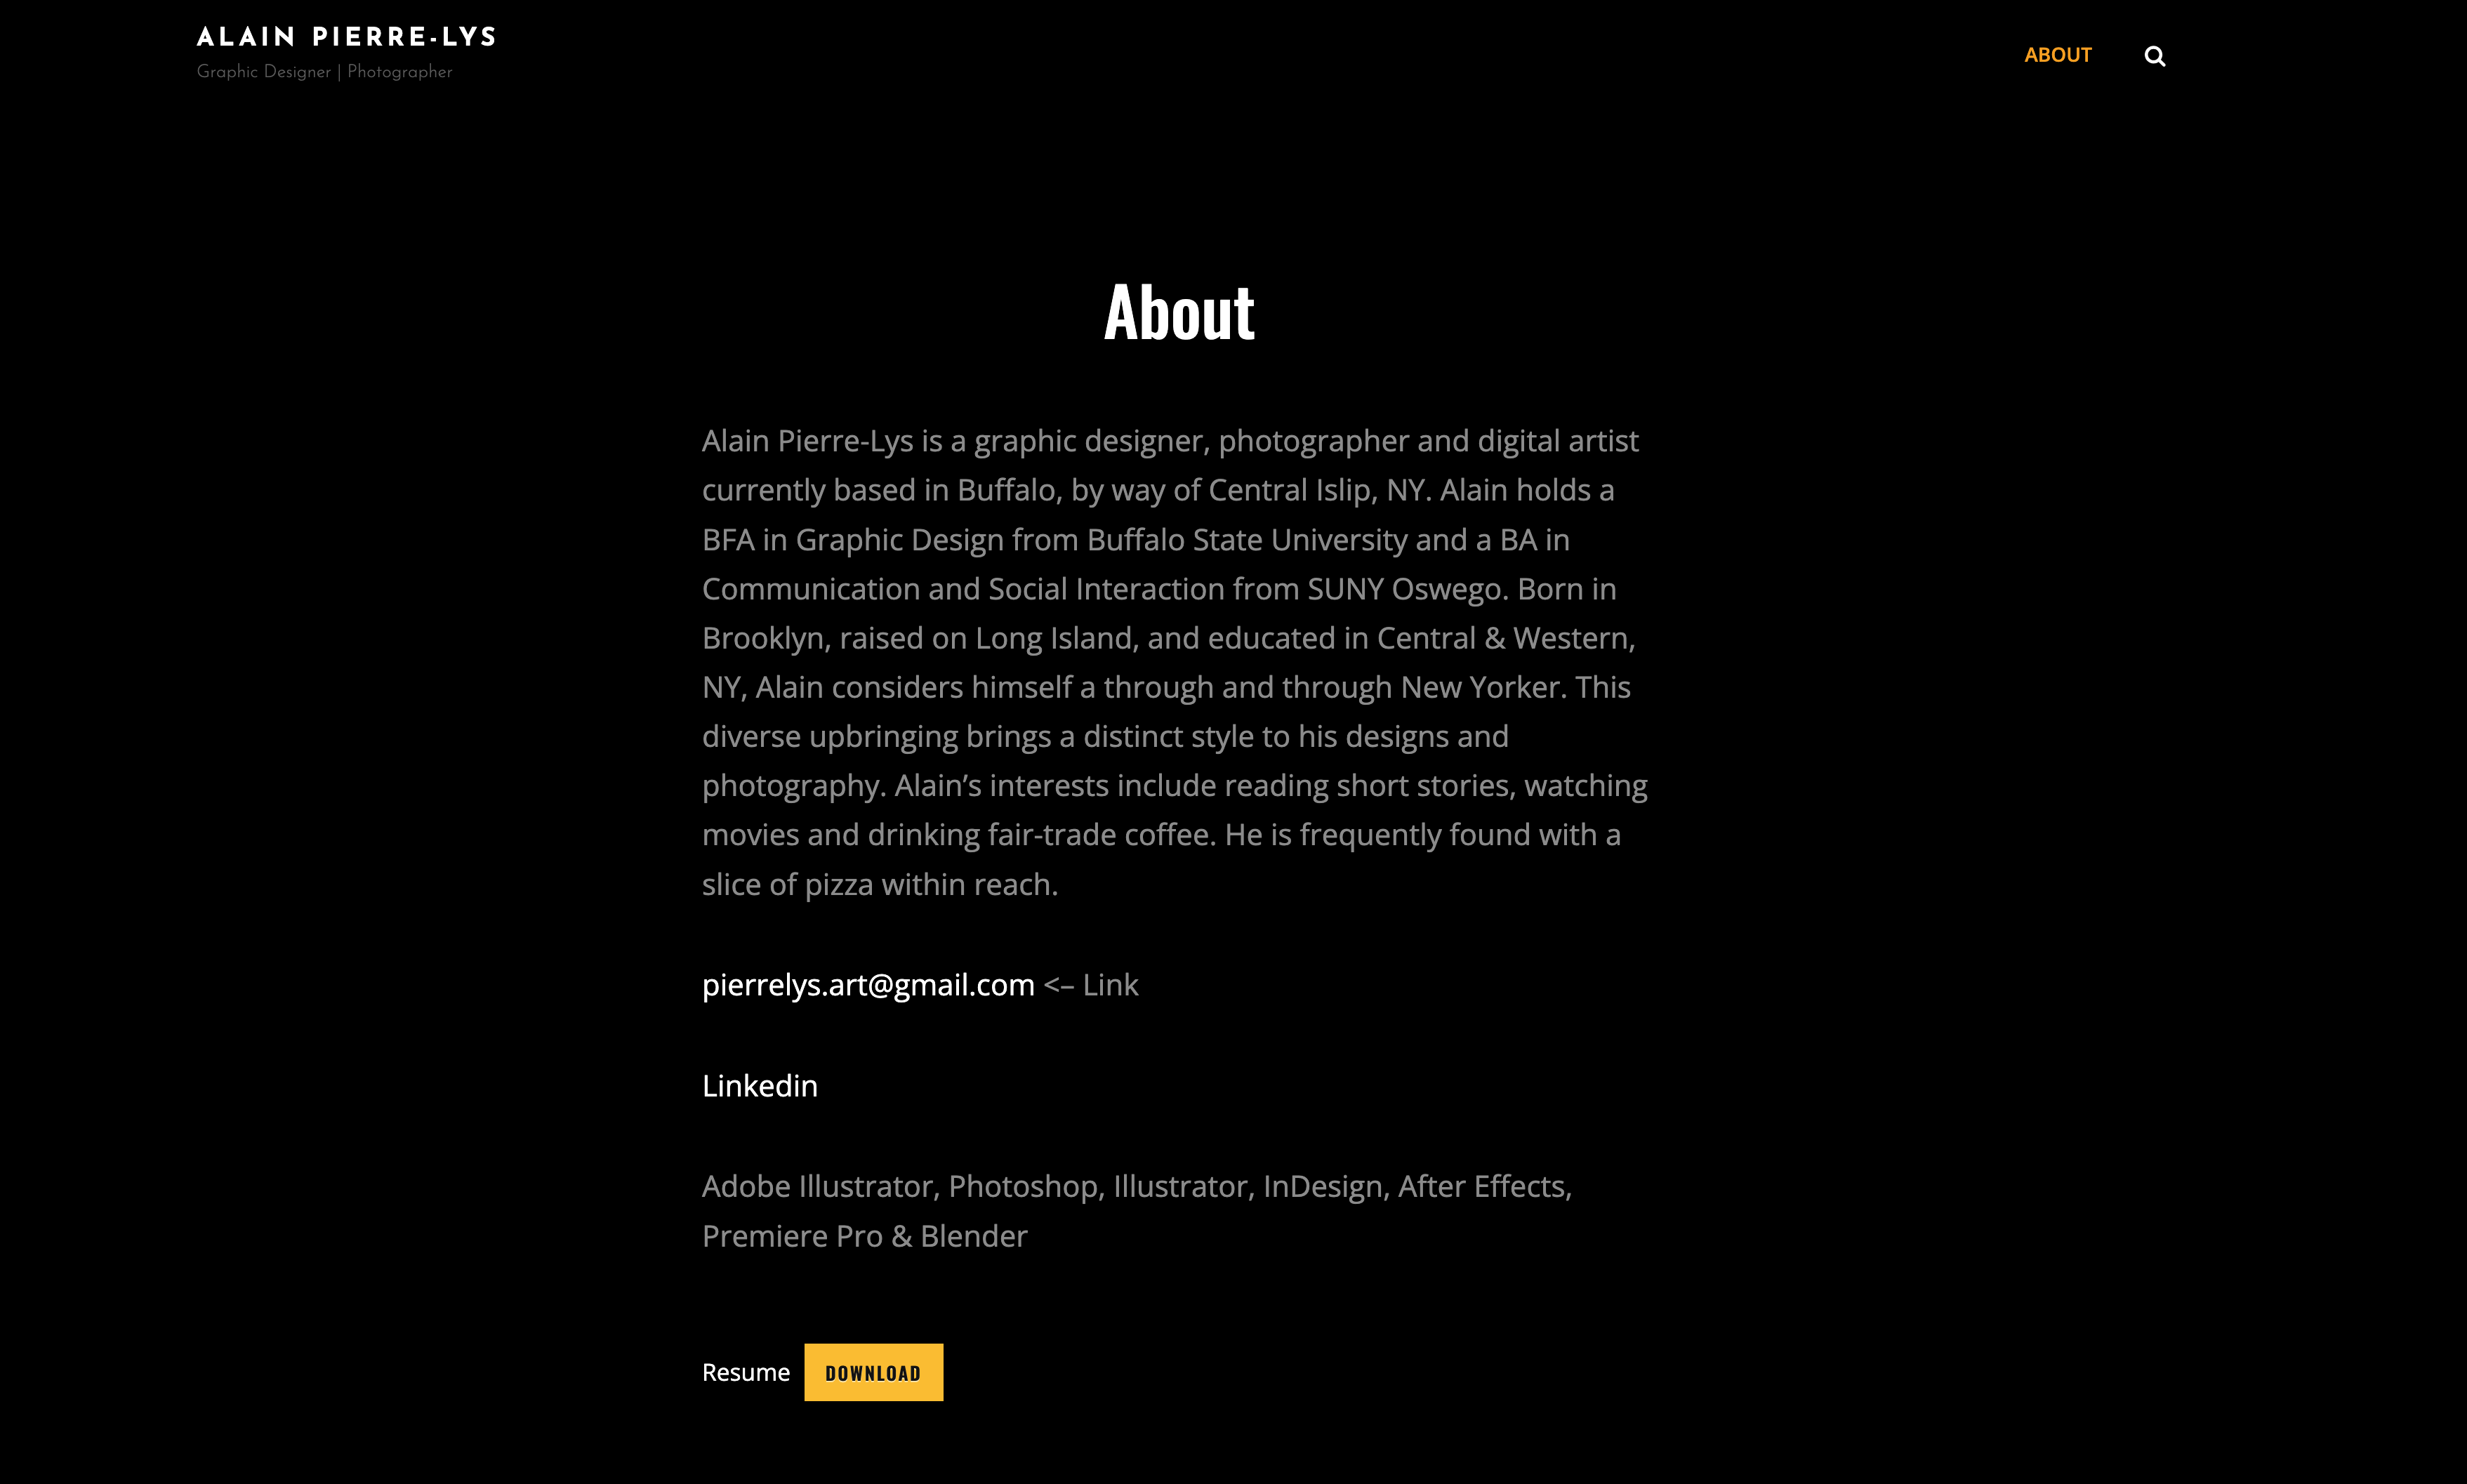 ALAIN PIERRE-LYS
Graphic Designer | Photographer
ABOUT
About
Alain Pierre-Lys is a graphic designer, photographer and digital artist
currently based in Buffalo, by way of Central Islip, NY. Alain holds a
BFA in Graphic Design from Buffalo State University and a BA in
Communication and Social Interaction from SUNY Oswego. Born in
Brooklyn, raised on Long Island, and educated in Central & Western,
NY, Alain considers himself a through and through New Yorker. This
diverse upbringing brings a distinct style to his designs and
photography. Alain’s interests include reading short stories, watching
movies and drinking fair-trade coffee. He is frequently found with a
slice of pizza within reach.
pierrelys.art@gmail.com <– Link
Linkedin
Adobe Illustrator, Photoshop, Illustrator, InDesign, After Effects,
Premiere Pro & Blender
Resume DOWNLOAD